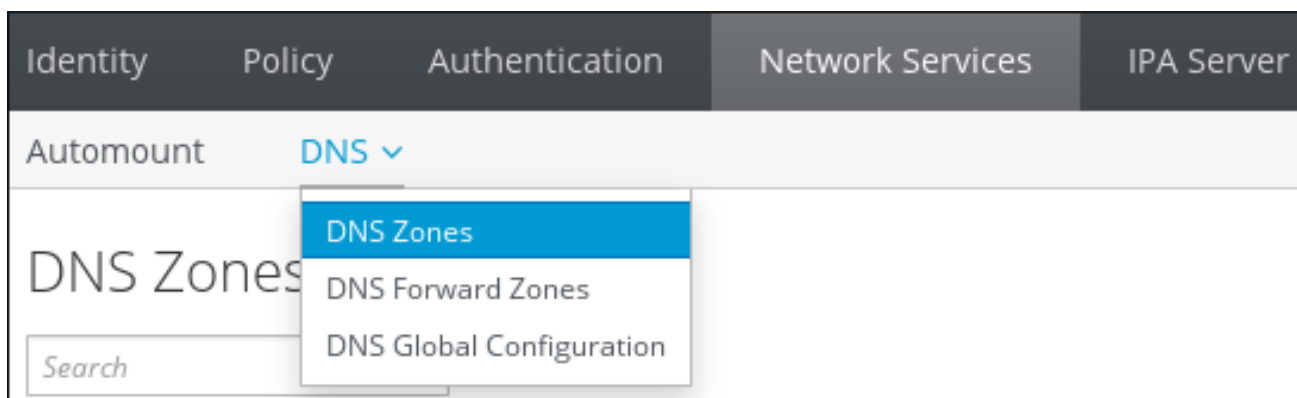 Identity Policy Authentication Network Services IPA Server
Automount DNS
DNS Zones
DNS Zones
DNS Forward Zones
DNS Global Configuration
Search